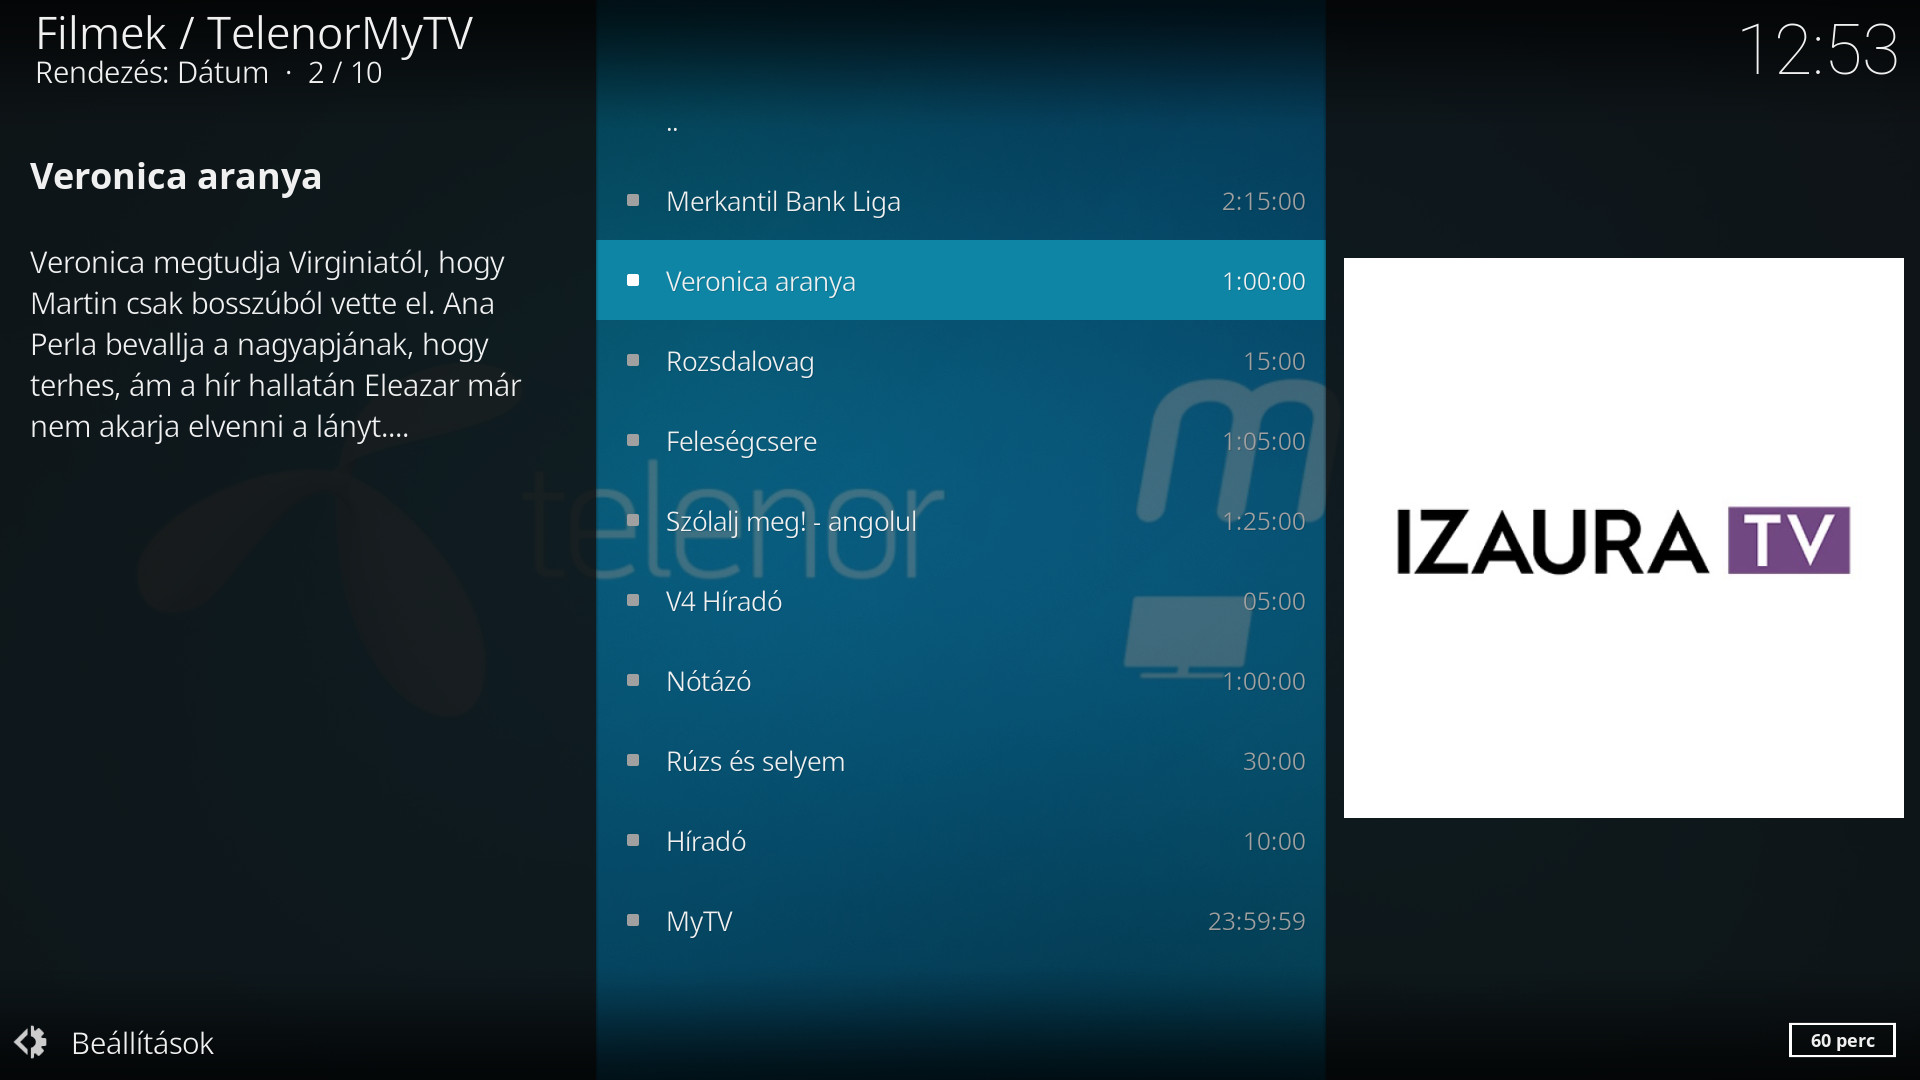 Filmek / TelenorMyTV
Rendezés: Dátum · 2 / 10
12:53
Veronica aranya
Veronica megtudja Virginiatól, hogy
Martin csak bosszúból vette el. Ana
Perla bevallja a nagyapjának, hogy
terhes, ám a hír hallatán Eleazar már
nem akarja elvenni a lányt....
..
Merkantil Bank Liga 2:15:00
Veronica aranya 1:00:00
Rozsdalovag 15:00
Feleségcsere 1:05:00
Szólalj meg! - angolul 1:25:00
V4 Híradó 05:00
Nótázó 1:00:00
Rúzs és selyem 30:00
Híradó 10:00
MyTV 23:59:59
telenor
m
IZAURA TV
Beállítások
60 perc